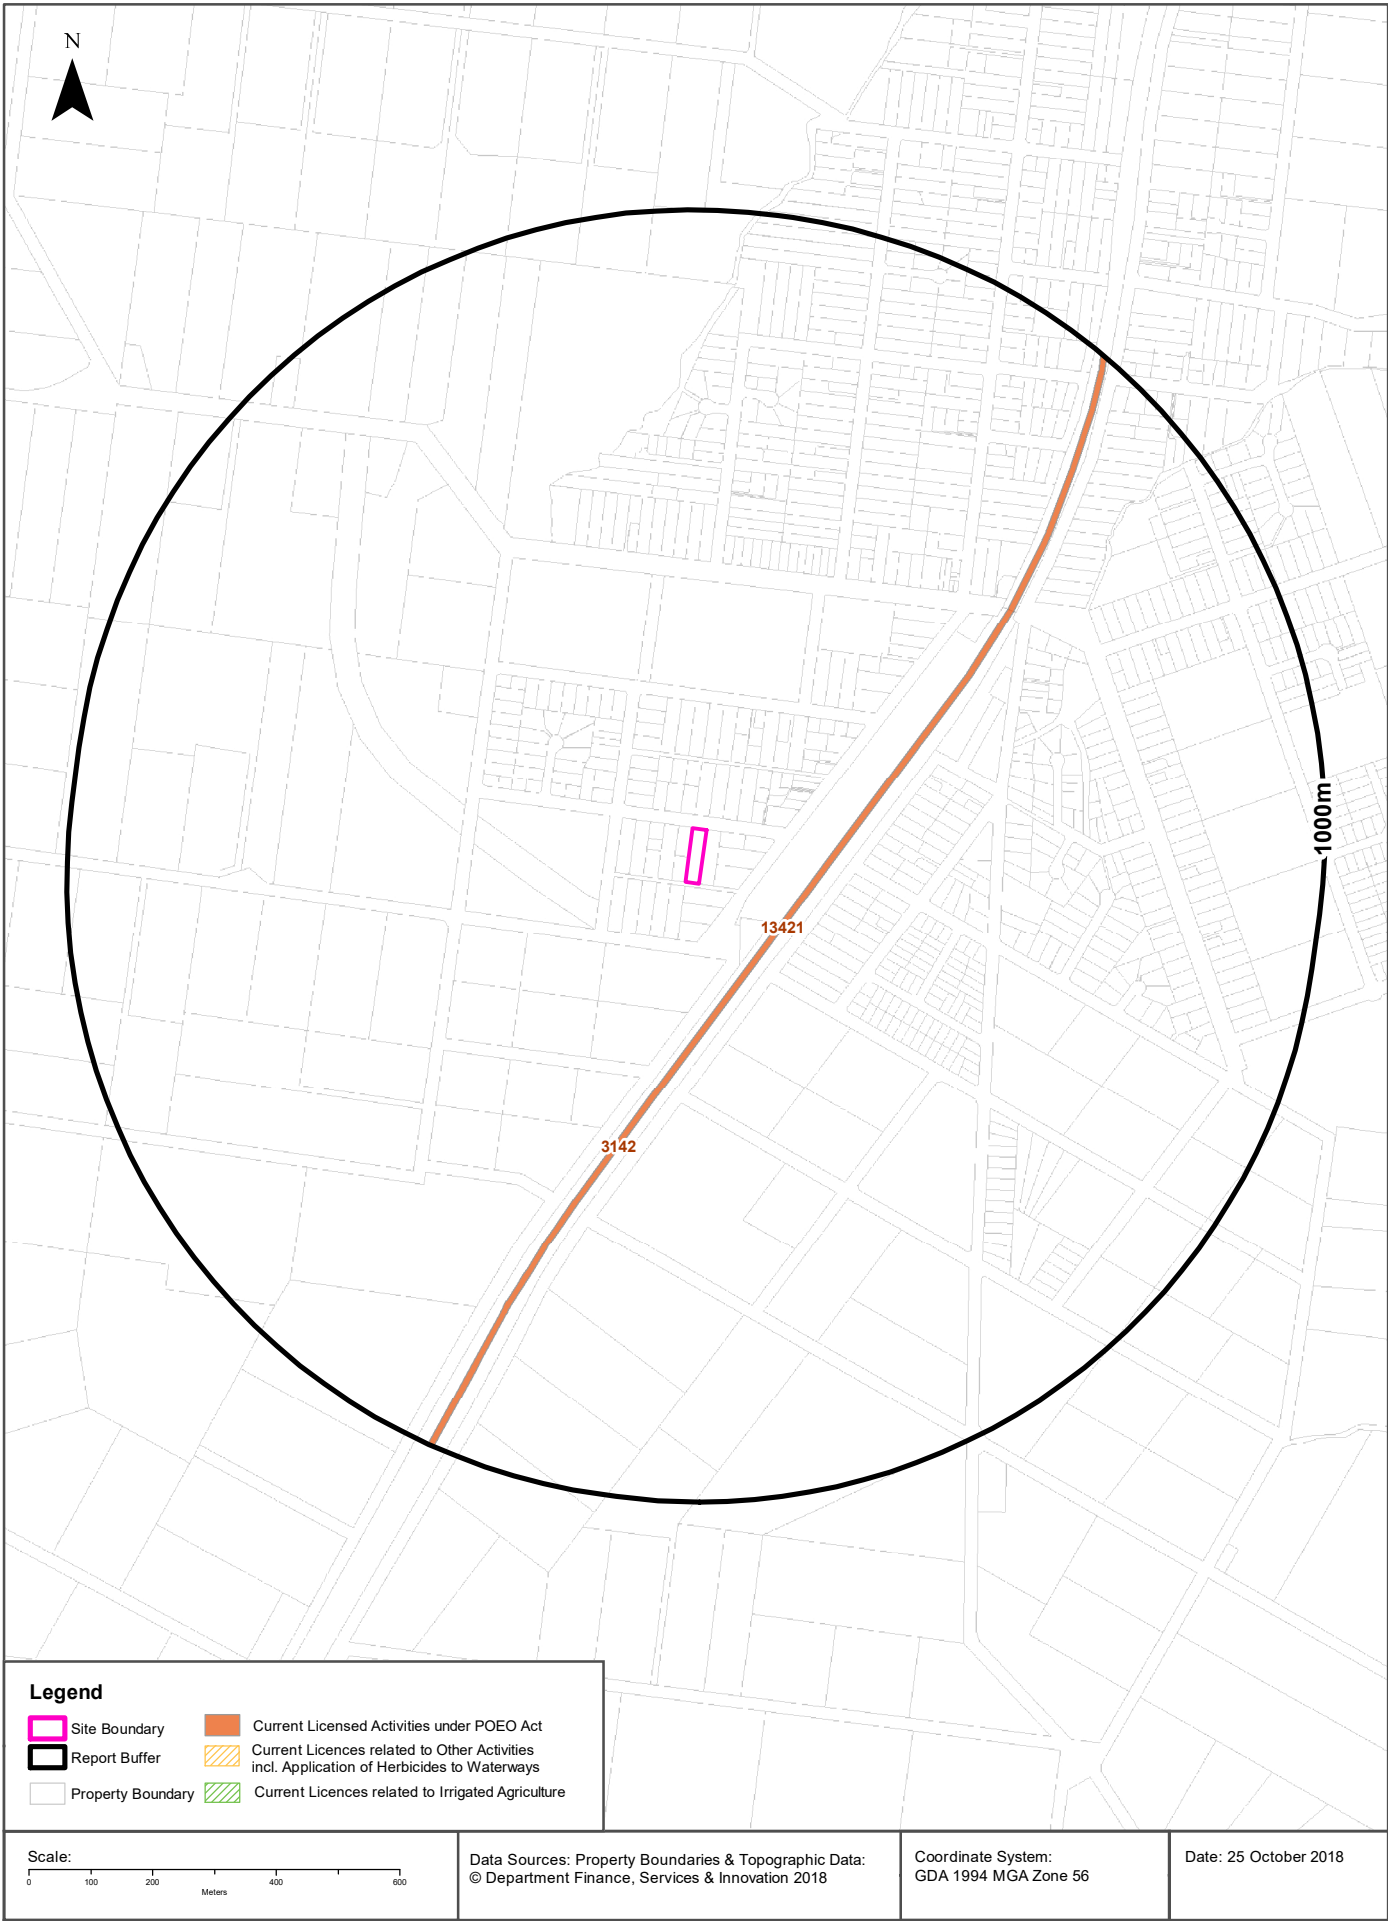 N
1000m
13421
3142
Legend
Site Boundary
Report Buffer
Property Boundary
Current Licensed Activities under POEO Act
Current Licences related to Other Activities
incl. Application of Herbicides to Waterways
Current Licences related to Irrigated Agriculture
Scale:
0 100 200 400 600
Meters
Data Sources: Property Boundaries & Topographic Data:
© Department Finance, Services & Innovation 2018
Coordinate System:
GDA 1994 MGA Zone 56
Date: 25 October 2018